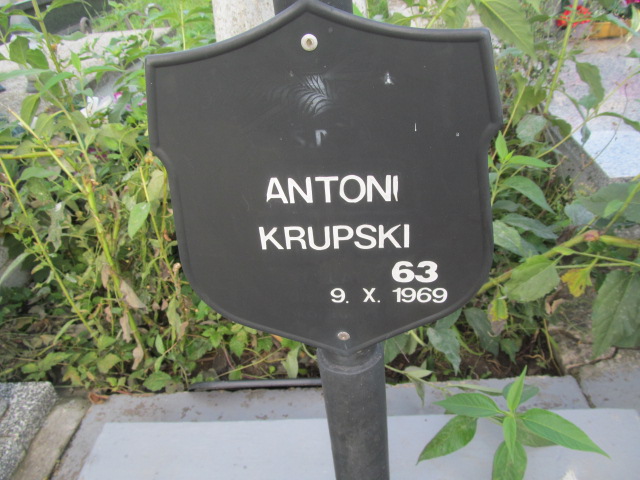 ANTONI
KRUPSKI
63
9. X. 1969